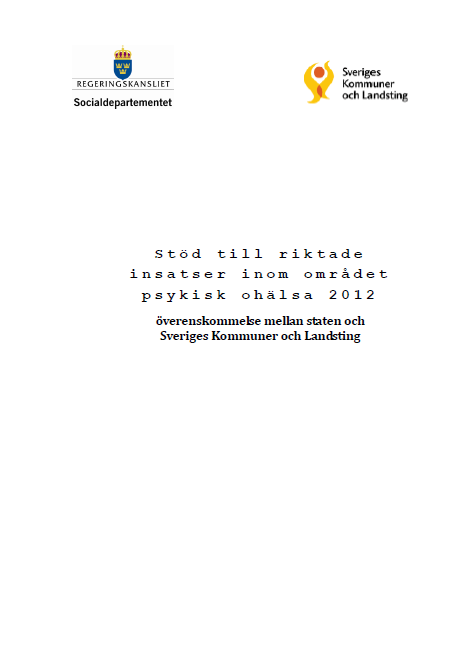 REGERINGSKANSLIET
Socialdepartementet
Sveriges
Kommuner
och Landsting
Stöd till riktade
insatser inom området
psykisk ohälsa 2012
överenskommelse mellan staten och
Sveriges Kommuner och Landsting